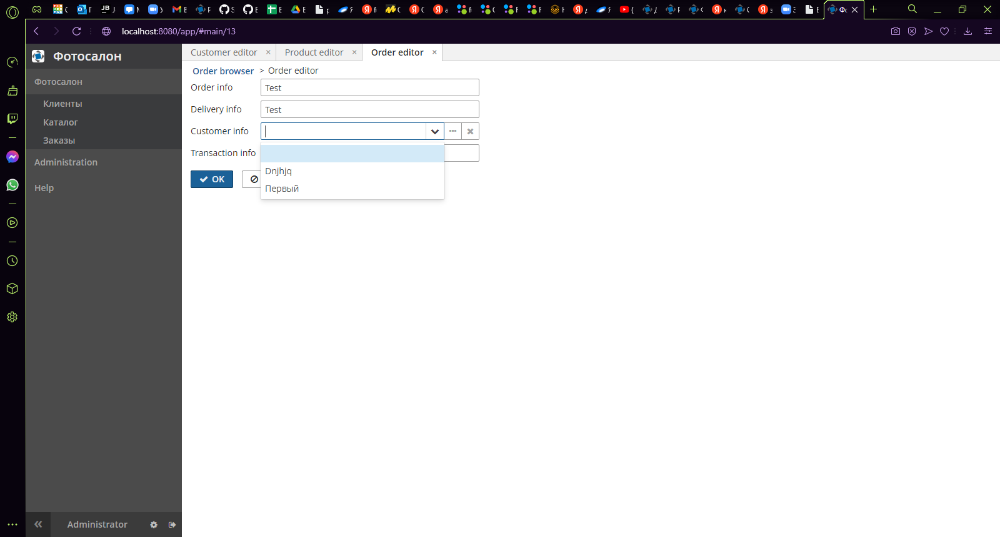 localhost:8080/app/#main/13
Фотосалон
Фотосалон
Клиенты
Каталог
Заказы
Administration
Help
Administrator
Customer editor
Product editor
Order editor
Order browser > Order editor
Order info Test
Delivery info Test
Customer info
Dnjhjq
Первый
Transaction info
OK